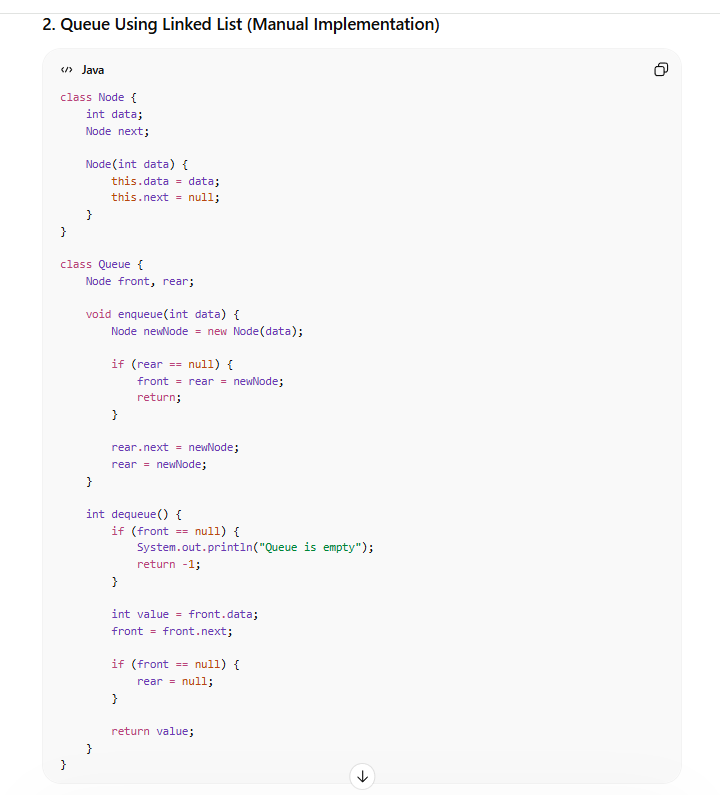 2. Queue Using Linked List (Manual Implementation)
</> Java
class Node {
    int data;
    Node next;

    Node(int data) {
        this.data = data;
        this.next = null;
    }
}

class Queue {
    Node front, rear;

    void enqueue(int data) {
        Node newNode = new Node(data);

        if (rear == null) {
            front = rear = newNode;
            return;
        }

        rear.next = newNode;
        rear = newNode;
    }

    int dequeue() {
        if (front == null) {
            System.out.println("Queue is empty");
            return -1;
        }

        int value = front.data;
        front = front.next;

        if (front == null) {
            rear = null;
        }

        return value;
    }
}